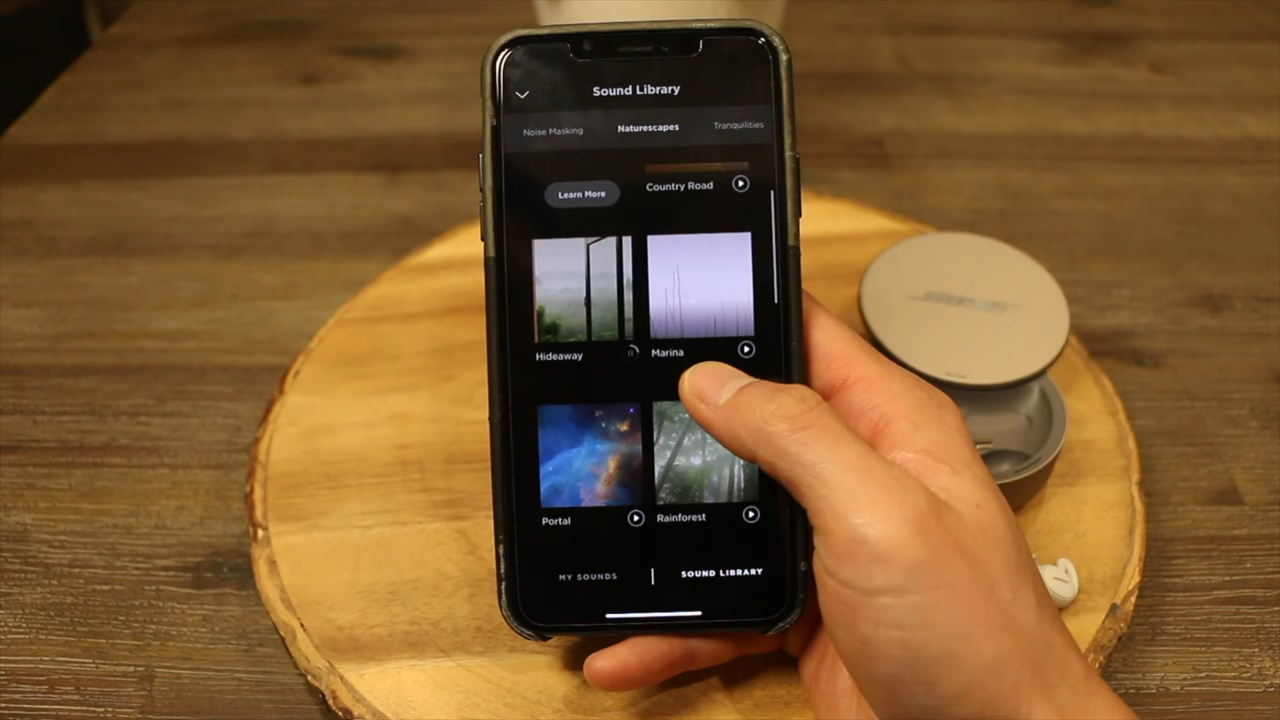 Sound Library
Noise Masking Naturescapes Tranquilities
Learn More
Country Road
Hideaway
Marina
Portal
Rainforest
MY SOUNDS | SOUND LIBRARY